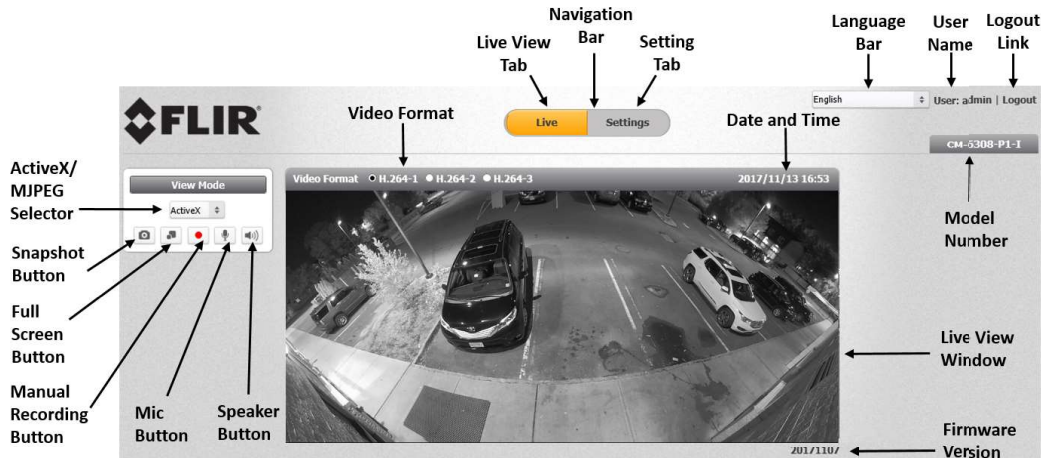 Navigation
Bar
Live View
Tab
Setting
Tab
Language
Bar
User
Name
Logout
Link
FLIR
Video Format
Live
Settings
Date and Time
English
User: admin | Logout
CM-6308-P1-I
ActiveX/
MJPEG
Selector
View Mode
ActiveX
Video Format H.264-1 H.264-2 H.264-3
2017/11/13 16:53
Model
Number
Snapshot
Button
Full
Screen
Button
Live View
Window
Manual
Recording
Button
Mic
Button
Speaker
Button
Firmware
Version
20171107